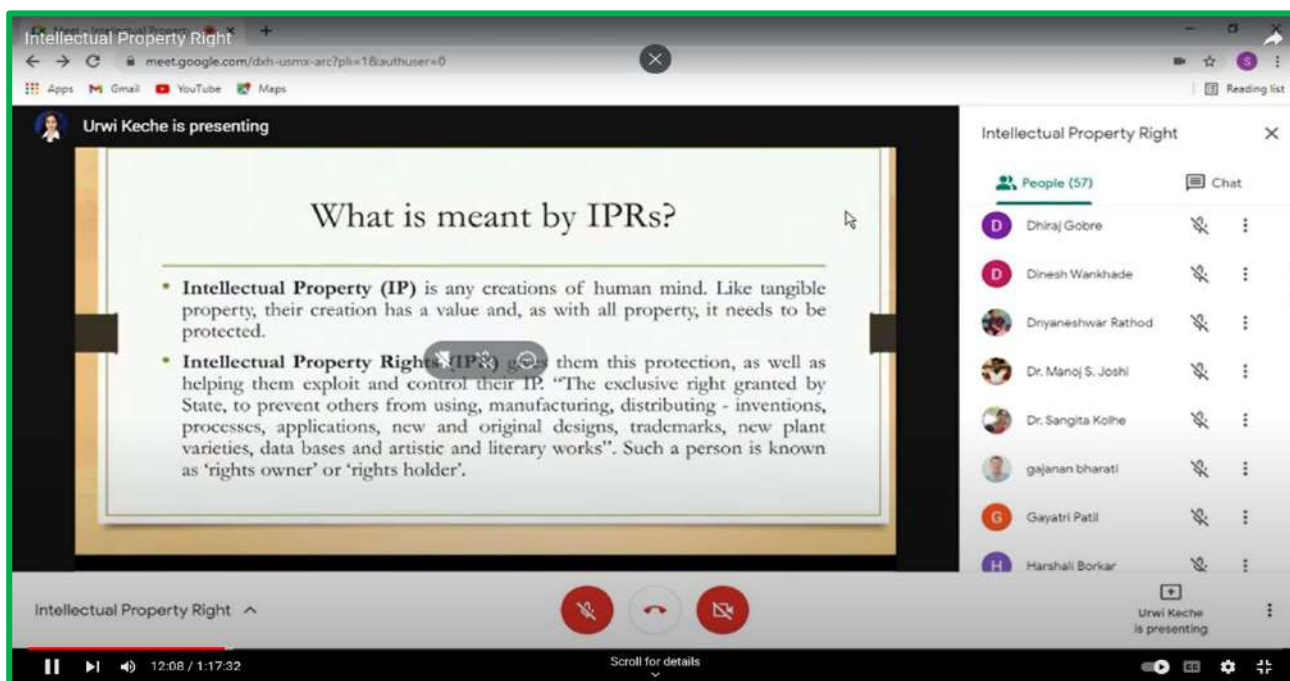 Intellectual Property Right
meet.google.com/dxh-usmx-arc?pli=1&authuser=0
Apps Gmail YouTube Maps
Reading list
Urwi Keche is presenting
What is meant by IPRs?
• Intellectual Property (IP) is any creations of human mind. Like tangible
property, their creation has a value and, as with all property, it needs to be
protected.
• Intellectual Property Rights (IPR) gives them this protection, as well as
helping them exploit and control their IP. “The exclusive right granted by
State, to prevent others from using, manufacturing, distributing - inventions,
processes, applications, new and original designs, trademarks, new plant
varieties, data bases and artistic and literary works”. Such a person is known
as ‘rights owner’ or ‘rights holder’.
Intellectual Property Right
People (57)
Chat
D Dhiraj Gobre
D Dinesh Wankhade
Dnyaneshwar Rathod
Dr. Manoj S. Joshi
Dr. Sangita Kolhe
gajanan bharati
G Gayatri Patil
H Harshali Borkar
Intellectual Property Right
Urwi Keche
is presenting
12:08 / 1:17:32
Scroll for details